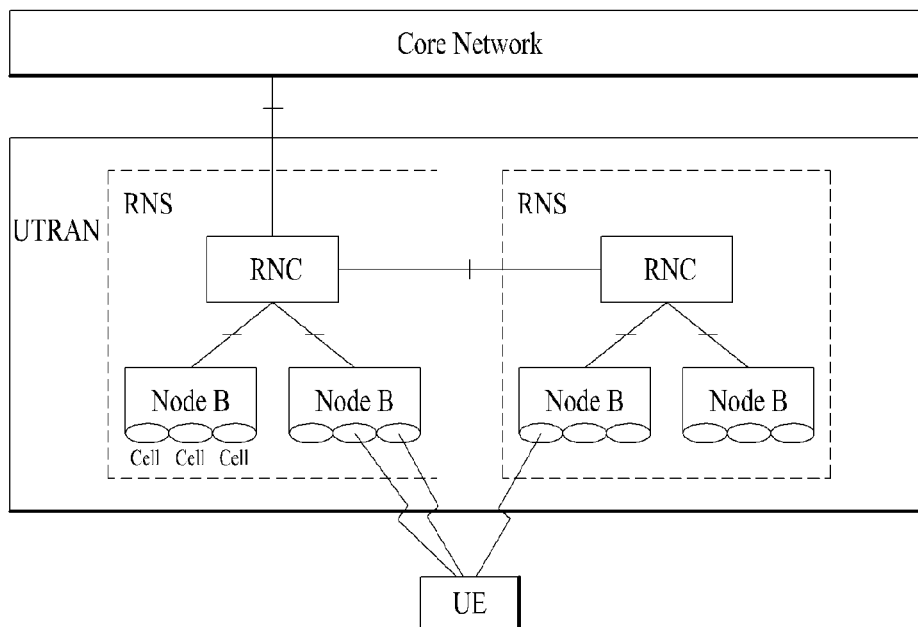 Core Network
RNS
RNS
UTRAN
RNC
RNC
Node B
Node B
Node B
Node B
Cell
Cell
Cell
UE